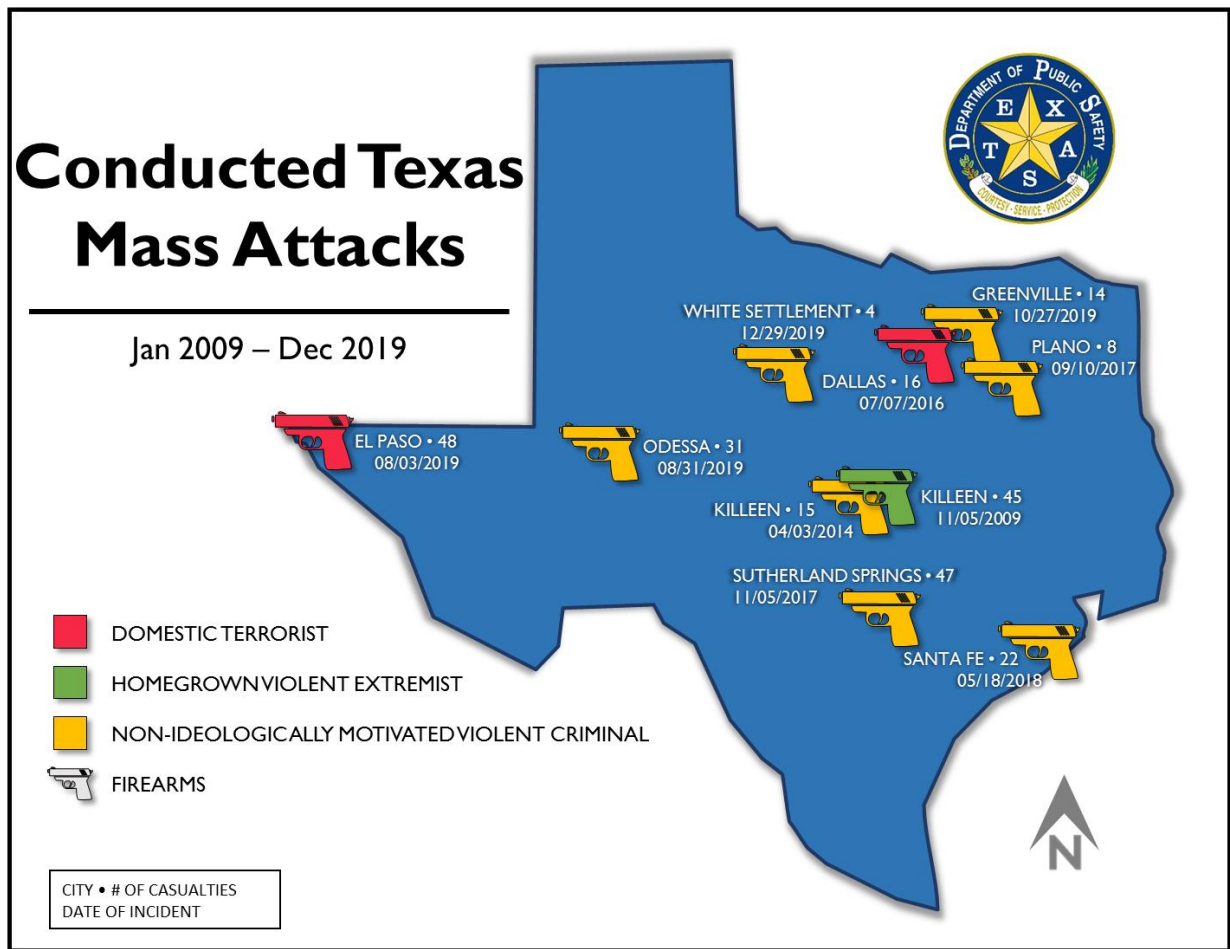 Conducted Texas
Mass Attacks
Jan 2009 – Dec 2019
DEPARTMENT OF PUBLIC SAFETY
TEXAS
COURTESY · SERVICE · PROTECTION
WHITE SETTLEMENT • 4
12/29/2019
GREENVILLE • 14
10/27/2019
PLANO • 8
09/10/2017
DALLAS • 16
07/07/2016
EL PASO • 48
08/03/2019
ODESSA • 31
08/31/2019
KILLEEN • 15
04/03/2014
KILLEEN • 45
11/05/2009
SUTHERLAND SPRINGS • 47
11/05/2017
SANTA FE • 22
05/18/2018
DOMESTIC TERRORIST
HOMEGROWN VIOLENT EXTREMIST
NON-IDEOLOGICALLY MOTIVATED VIOLENT CRIMINAL
FIREARMS
N
CITY • # OF CASUALTIES
DATE OF INCIDENT